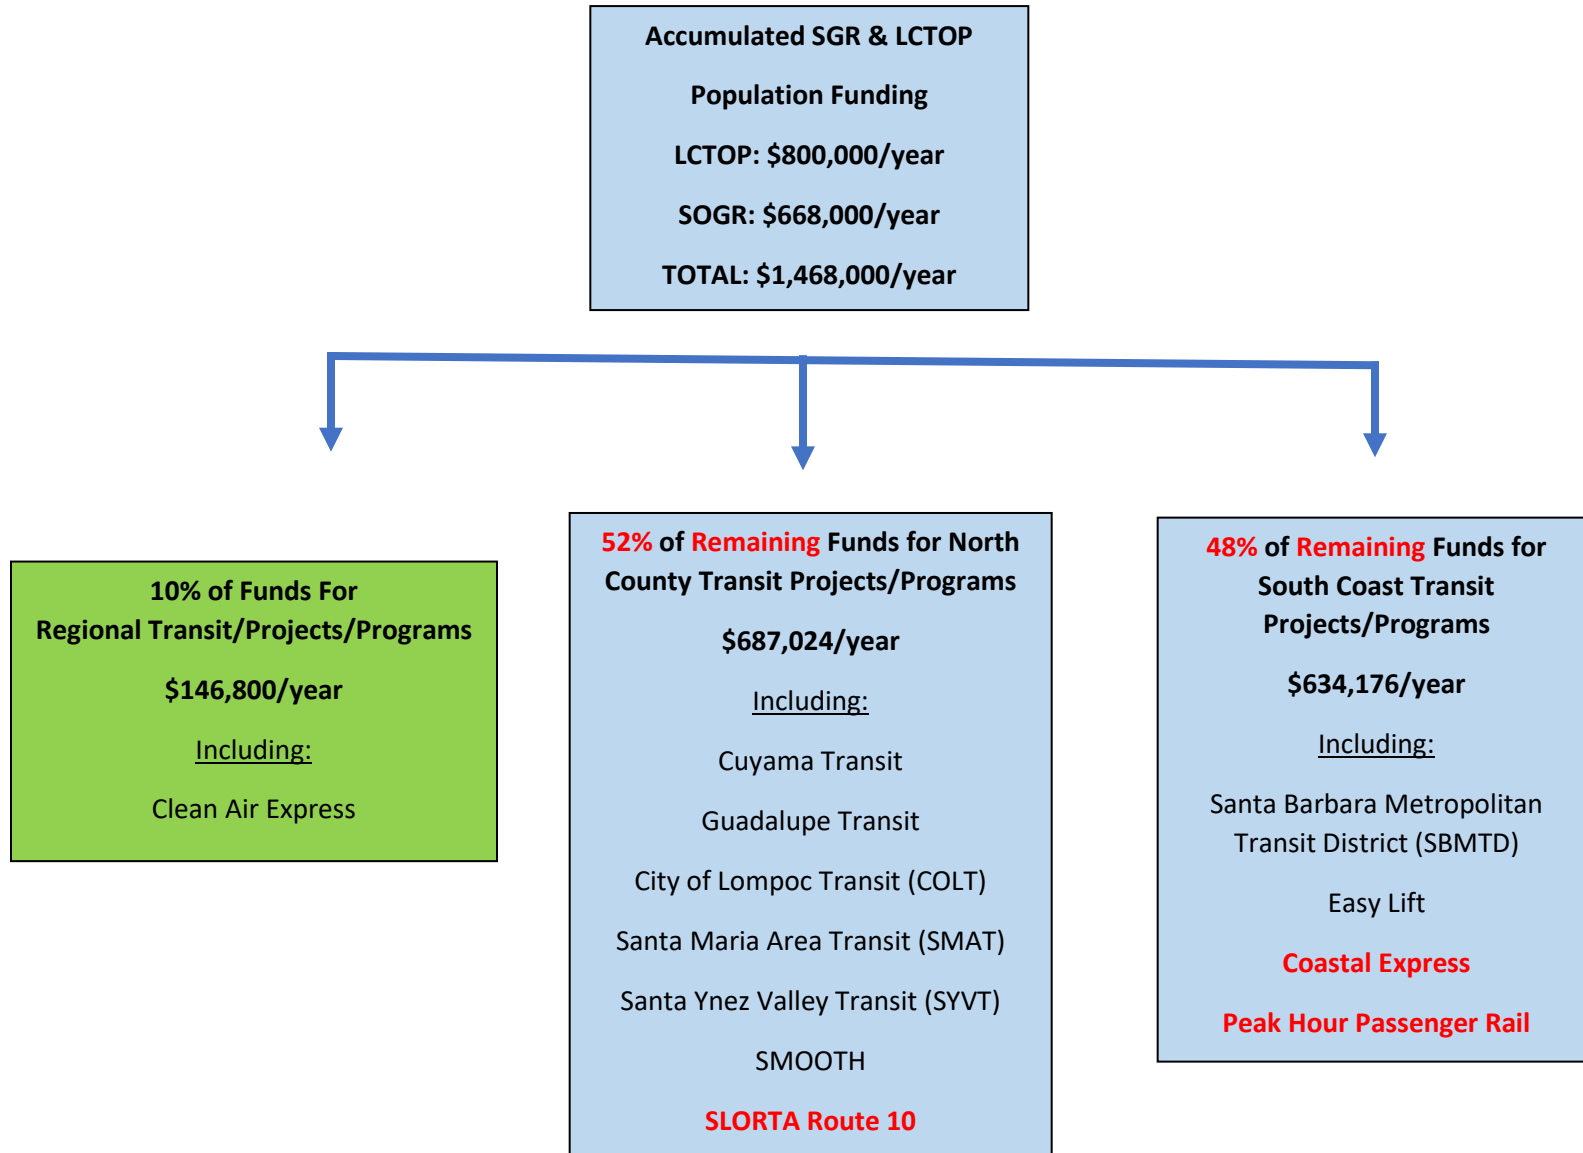 Accumulated SGR & LCTOP
Population Funding
LCTOP: $800,000/year
SOGR: $668,000/year
TOTAL: $1,468,000/year
10% of Funds For
Regional Transit/Projects/Programs
$146,800/year
Including:
Clean Air Express
52% of Remaining Funds for North
County Transit Projects/Programs
$687,024/year
Including:
Cuyama Transit
Guadalupe Transit
City of Lompoc Transit (COLT)
Santa Maria Area Transit (SMAT)
Santa Ynez Valley Transit (SYVT)
SMOOTH
SLORTA Route 10
48% of Remaining Funds for
South Coast Transit
Projects/Programs
$634,176/year
Including:
Santa Barbara Metropolitan
Transit District (SBMTD)
Easy Lift
Coastal Express
Peak Hour Passenger Rail